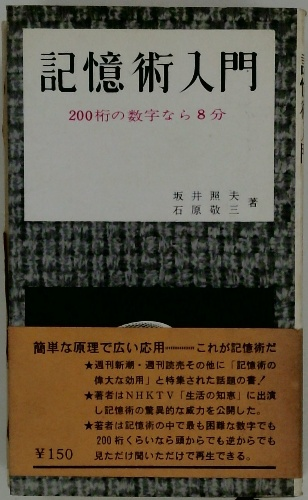 記憶術入門
200桁の数字なら8分
坂井照夫
石原敬三
著
簡単な原理で広い応用…………これが記憶術だ
★週刊新潮・週刊読売その他に「記憶術の
偉大な効用」と特集された話題の書!
★著者はNHKTV「生活の知恵」に出演
し記憶術の驚異的な威力を公開した。
★著者は記憶術の中で最も困難な数字でも
200桁くらいなら頭からでも逆からでも
見ただけ聞いただけで再生できる。
¥150